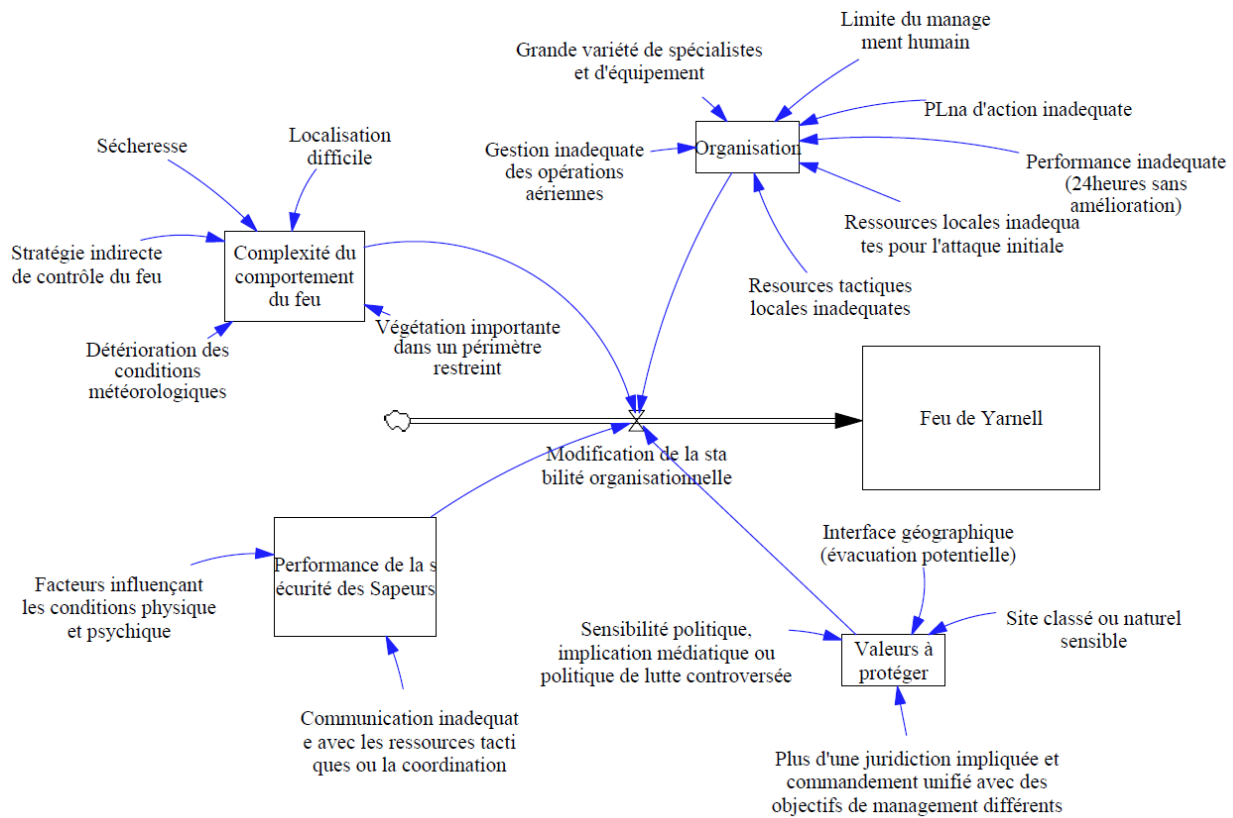 Limite du manage
ment humain
Grande variété de spécialistes
et d'équipement
PLna d'action inadequate
Organisation
Gestion inadequate
des opérations
aériennes
Performance inadequate
(24heures sans
amélioration)
Ressources locales inadequa
tes pour l'attaque initiale
Resources tactiques
locales inadequates
Sécheresse
Localisation
difficile
Stratégie indirecte
de contrôle du feu
Complexité du
comportement
du feu
Détérioration des
conditions
météorologiques
Végétation importante
dans un périmètre
restreint
Feu de Yarnell
Modification de la sta
bilité organisationnelle
Performance de la s
écurité des Sapeurs
Facteurs influençant
les conditions physique
et psychique
Communication inadequat
e avec les ressources tacti
ques ou la coordination
Interface géographique
(évacuation potentielle)
Site classé ou naturel
sensible
Sensibilité politique,
implication médiatique ou
politique de lutte controversée
Valeurs à
protéger
Plus d'une juridiction impliquée et
commandement unifié avec des
objectifs de management différents